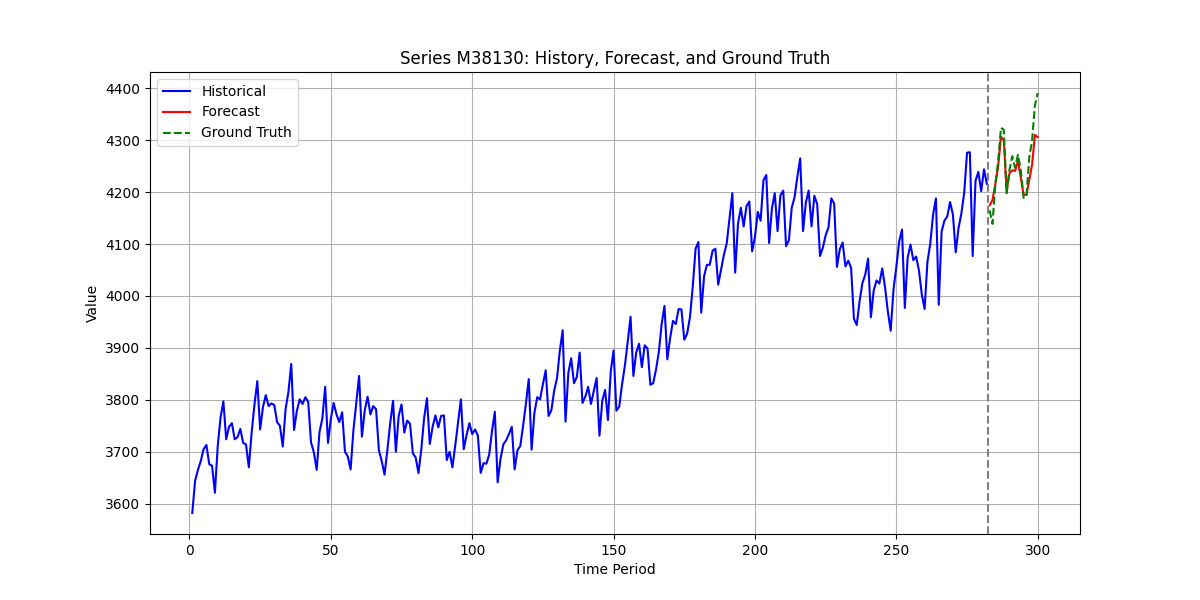 Series M38130: History, Forecast, and Ground Truth
Historical
Forecast
Ground Truth
4400
4300
4200
4100
4000
3900
3800
3700
3600
Value
0 50 100 150 200 250 300
Time Period